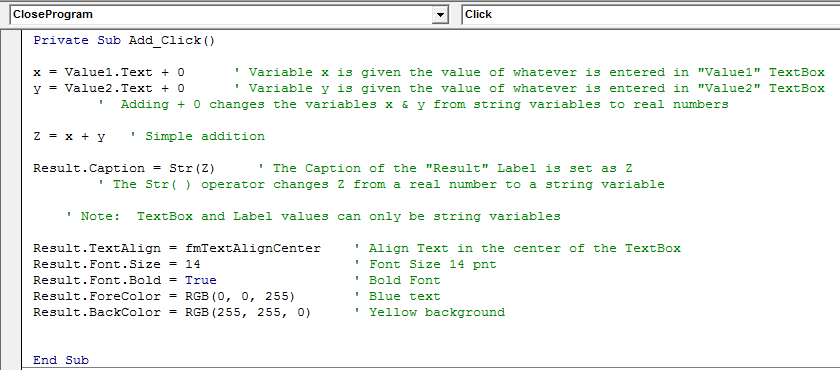 CloseProgram Click
Private Sub Add_Click()
x = Value1.Text + 0 ' Variable x is given the value of whatever is entered in "Value1" TextBox
y = Value2.Text + 0 ' Variable y is given the value of whatever is entered in "Value2" TextBox
' Adding + 0 changes the variables x & y from string variables to real numbers
Z = x + y ' Simple addition
Result.Caption = Str(Z) ' The Caption of the "Result" Label is set as Z
' The Str( ) operator changes Z from a real number to a string variable
' Note: TextBox and Label values can only be string variables
Result.TextAlign = fmTextAlignCenter ' Align Text in the center of the TextBox
Result.Font.Size = 14 ' Font Size 14 pnt
Result.Font.Bold = True ' Bold Font
Result.ForeColor = RGB(0, 0, 255) ' Blue text
Result.BackColor = RGB(255, 255, 0) ' Yellow background
End Sub